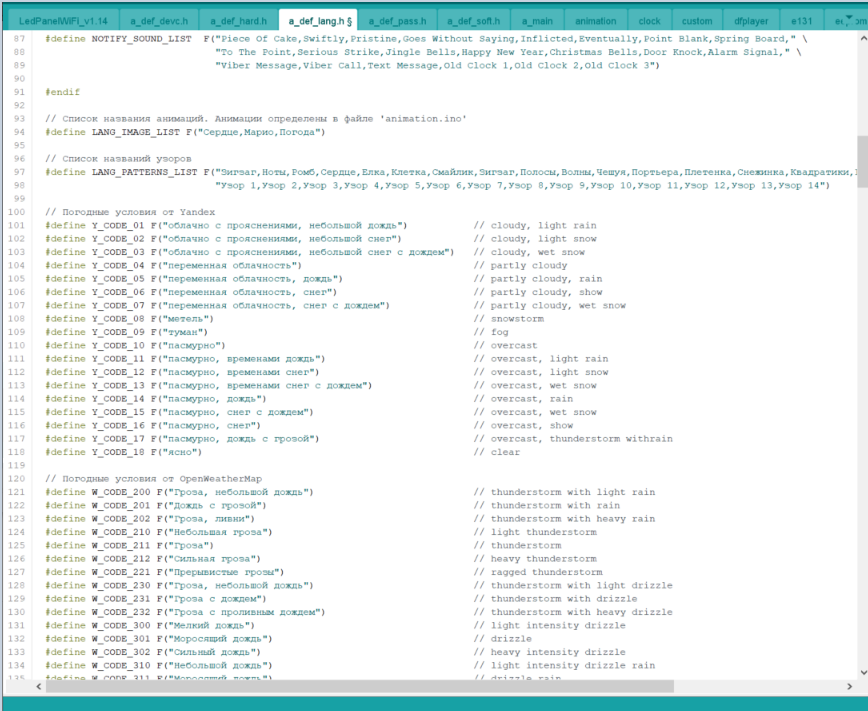 LedPanelWiFi_v1.14 a_def_devc.h a_def_hard.h a_def_lang.h § a_def_pass.h a_def_soft.h a_main animation clock custom dfplayer e131
87 #define NOTIFY_SOUND_LIST F("Piece Of Cake,Swiftly,Pristine,Goes Without Saying,Inflicted,Eventually,Point Blank,Spring Board," \
88 "To The Point,Serious Strike,Jingle Bells,Happy New Year,Christmas Bells,Door Knock,Alarm Signal," \
89 "Viber Message,Viber Call,Text Message,Old Clock 1,Old Clock 2,Old Clock 3")
90
91 #endif
92
93 // Список названия анимаций. Анимации определены в файле 'animation.ino'
94 #define LANG_IMAGE_LIST F("Сердце,Марио,Погода")
95
96 // Список названий узоров
97 #define LANG_PATTERNS_LIST F("Зигзаг,Ноты,Ромб,Сердце,Елка,Клетка,Смайлик,Зигзаг,Полосы,Волны,Чешуя,Портьера,Плетенка,Снежинка,Квадратики,
98 "Узор 1,Узор 2,Узор 3,Узор 4,Узор 5,Узор 6,Узор 7,Узор 8,Узор 9,Узор 10,Узор 11,Узор 12,Узор 13,Узор 14")
99
100 // Погодные условия от Yandex
101 #define Y_CODE_01 F("облачно с прояснениями, небольшой дождь") // cloudy, light rain
102 #define Y_CODE_02 F("облачно с прояснениями, небольшой снег") // cloudy, light snow
103 #define Y_CODE_03 F("облачно с прояснениями, небольшой снег с дождем") // cloudy, wet snow
104 #define Y_CODE_04 F("переменная облачность") // partly cloudy
105 #define Y_CODE_05 F("переменная облачность, дождь") // partly cloudy, rain
106 #define Y_CODE_06 F("переменная облачность, снег") // partly cloudy, show
107 #define Y_CODE_07 F("переменная облачность, снег с дождем") // partly cloudy, wet snow
108 #define Y_CODE_08 F("метель") // snowstorm
109 #define Y_CODE_09 F("туман") // fog
110 #define Y_CODE_10 F("пасмурно") // overcast
111 #define Y_CODE_11 F("пасмурно, временами дождь") // overcast, light rain
112 #define Y_CODE_12 F("пасмурно, временами снег") // overcast, light snow
113 #define Y_CODE_13 F("пасмурно, временами снег с дождем") // overcast, wet snow
114 #define Y_CODE_14 F("пасмурно, дождь") // overcast, rain
115 #define Y_CODE_15 F("пасмурно, снег с дождем") // overcast, wet snow
116 #define Y_CODE_16 F("пасмурно, снег") // overcast, show
117 #define Y_CODE_17 F("пасмурно, дождь с грозой") // overcast, thunderstorm withrain
118 #define Y_CODE_18 F("ясно") // clear
119
120 // Погодные условия от OpenWeatherMap
121 #define W_CODE_200 F("Гроза, небольшой дождь") // thunderstorm with light rain
122 #define W_CODE_201 F("Дождь с грозой") // thunderstorm with rain
123 #define W_CODE_202 F("Гроза, ливни") // thunderstorm with heavy rain
124 #define W_CODE_210 F("Небольшая гроза") // light thunderstorm
125 #define W_CODE_211 F("Гроза") // thunderstorm
126 #define W_CODE_212 F("Сильная гроза") // heavy thunderstorm
127 #define W_CODE_221 F("Прерывистые грозы") // ragged thunderstorm
128 #define W_CODE_230 F("Гроза, небольшой дождь") // thunderstorm with light drizzle
129 #define W_CODE_231 F("Гроза с дождем") // thunderstorm with drizzle
130 #define W_CODE_232 F("Гроза с проливным дождем") // thunderstorm with heavy drizzle
131 #define W_CODE_300 F("Мелкий дождь") // light intensity drizzle
132 #define W_CODE_301 F("Моросящий дождь") // drizzle
133 #define W_CODE_302 F("Сильный дождь") // heavy intensity drizzle
134 #define W_CODE_310 F("Небольшой дождь") // light intensity drizzle rain
135 #define W_CODE_311 F("Моросящий дождь") // drizzle rain